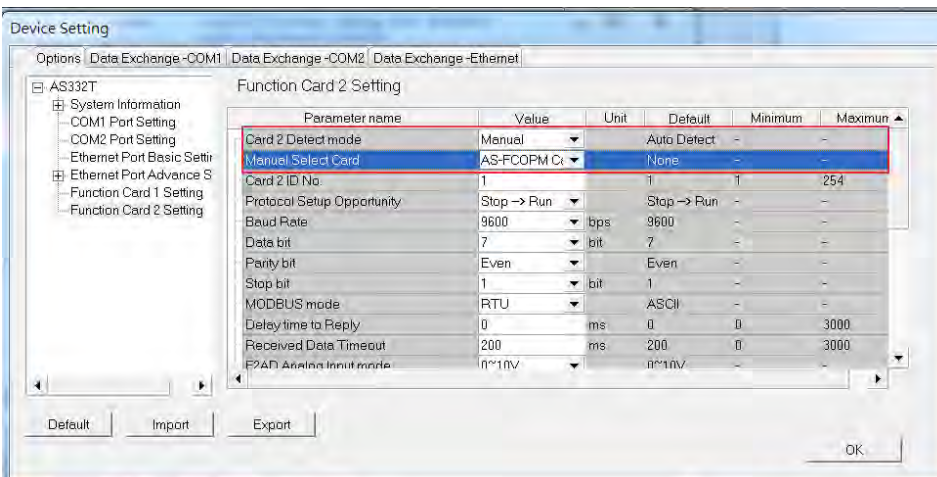 Device Setting
Options Data Exchange -COM1 Data Exchange -COM2 Data Exchange -Ethernet
AS332T
System Information
COM1 Port Setting
COM2 Port Setting
Ethernet Port Basic Settir
Ethernet Port Advance S
Function Card 1 Setting
Function Card 2 Setting
Function Card 2 Setting
Parameter name Value Unit Default Minimum Maximun
Card 2 Detect mode Manual Auto Detect - -
Manual Select Card AS-FCOPM Ca None - -
Card 2 ID No. 1 1 1 254
Protocol Setup Opportunity Stop -> Run Stop -> Run - -
Baud Rate 9600 bps 9600 - -
Data bit 7 bit 7 - -
Parity bit Even Even - -
Stop bit 1 bit 1 - -
MODBUS mode RTU ASCII - -
Delay time to Reply 0 ms 0 0 3000
Received Data Timeout 200 ms 200 0 3000
F2AD Analog Input mode 0~10V 0~10V - -
Default Import Export
OK